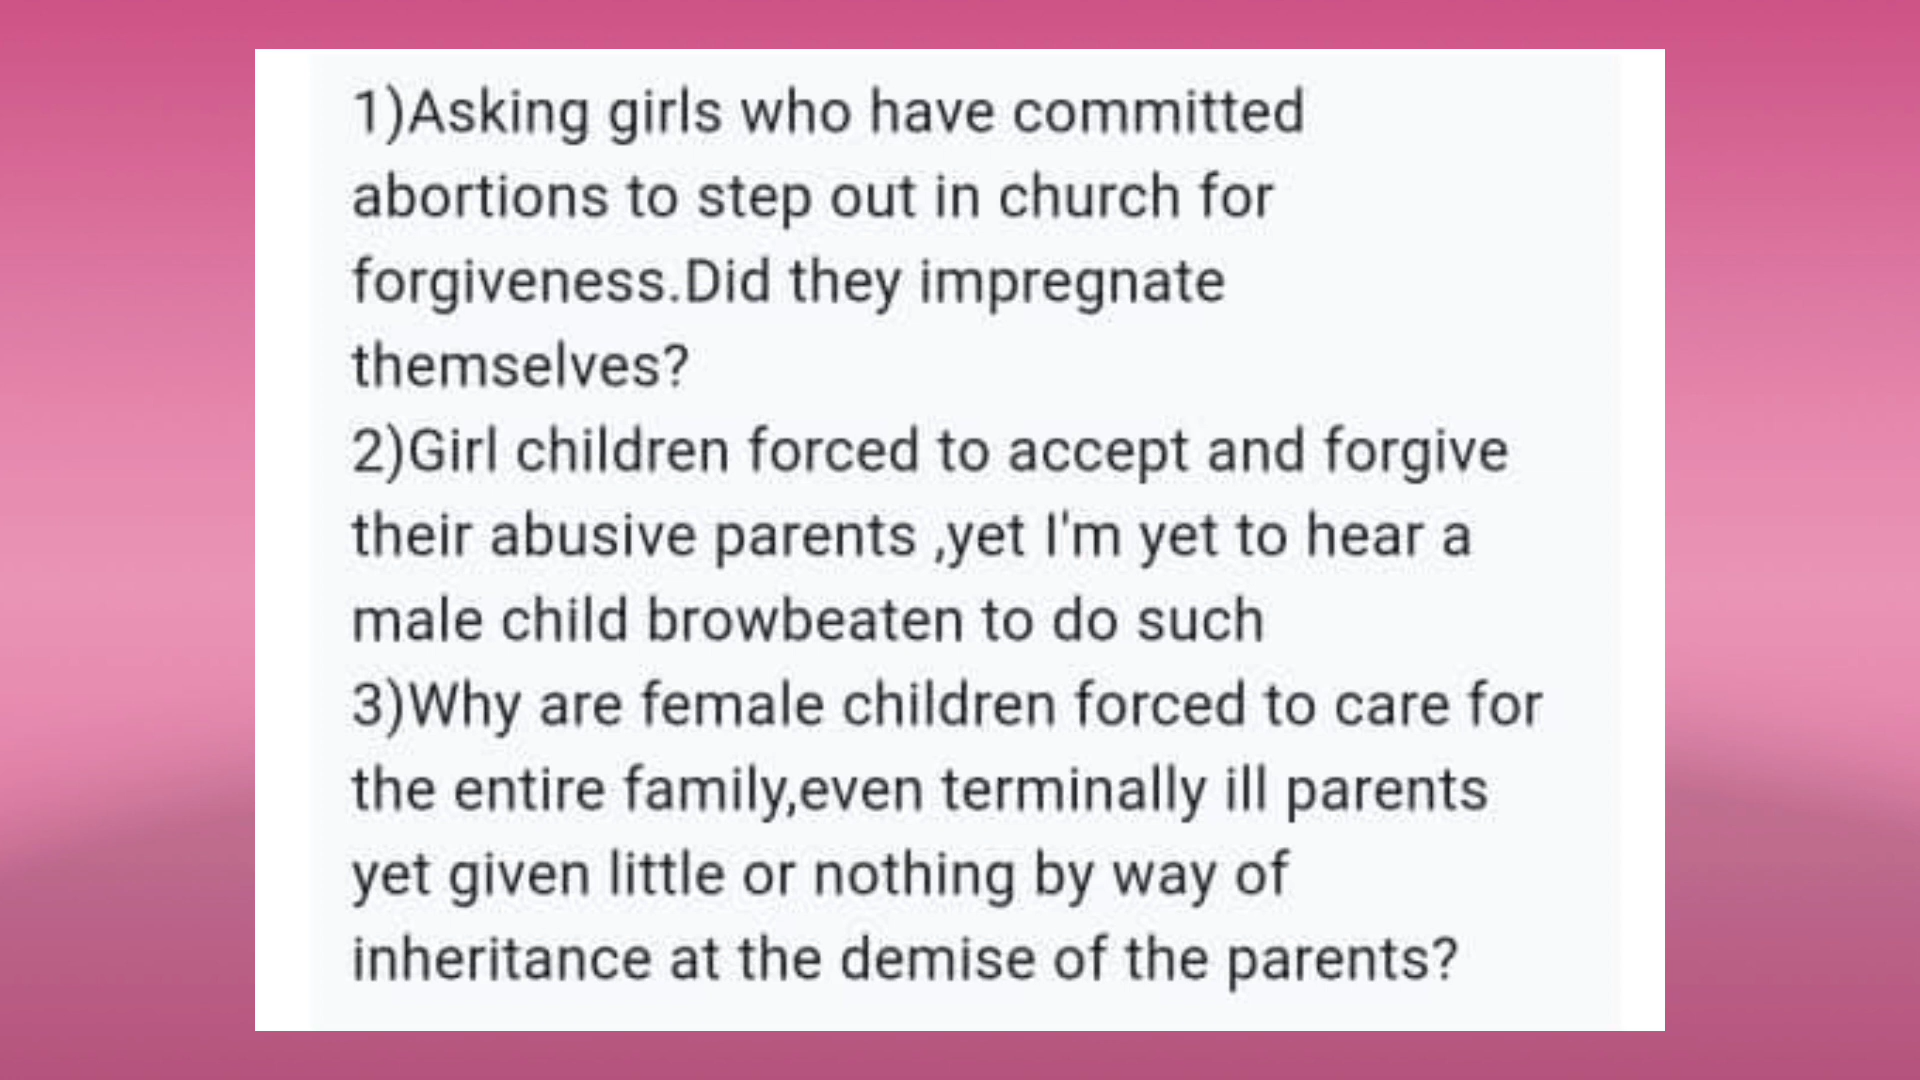 1)Asking girls who have committed
abortions to step out in church for
forgiveness.Did they impregnate
themselves?
2)Girl children forced to accept and forgive
their abusive parents ,yet I'm yet to hear a
male child browbeaten to do such
3)Why are female children forced to care for
the entire family,even terminally ill parents
yet given little or nothing by way of
inheritance at the demise of the parents?